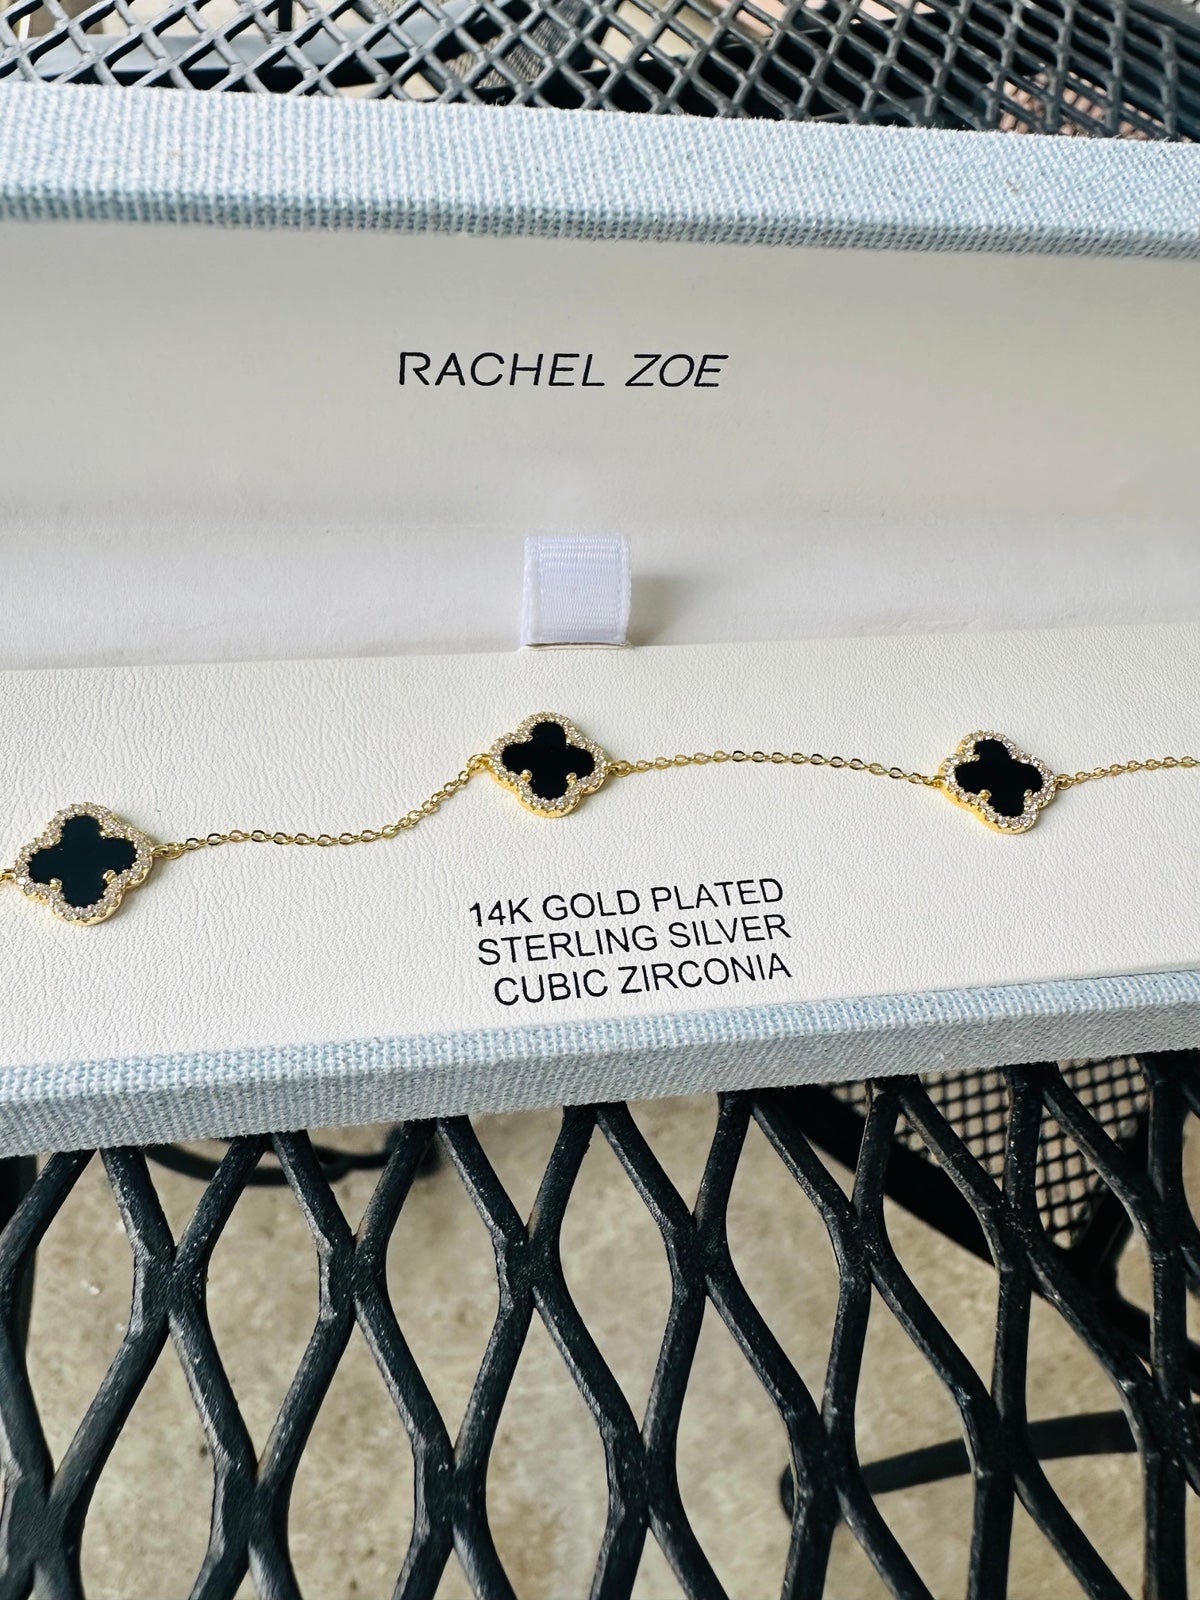 RACHEL ZOE
14K GOLD PLATED
STERLING SILVER
CUBIC ZIRCONIA